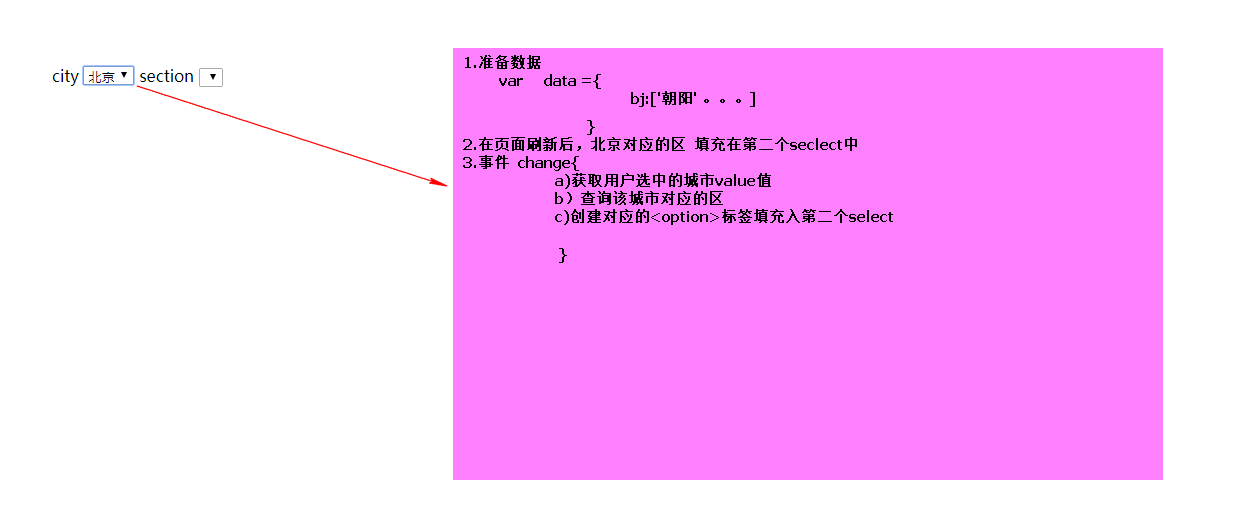 city 北京 section
1.准备数据
var data ={
bj:['朝阳' 。。。]
}
2.在页面刷新后，北京对应的区 填充在第二个seclect中
3.事件 change{
a)获取用户选中的城市value值
b）查询该城市对应的区
c)创建对应的<option>标签填充入第二个select
}